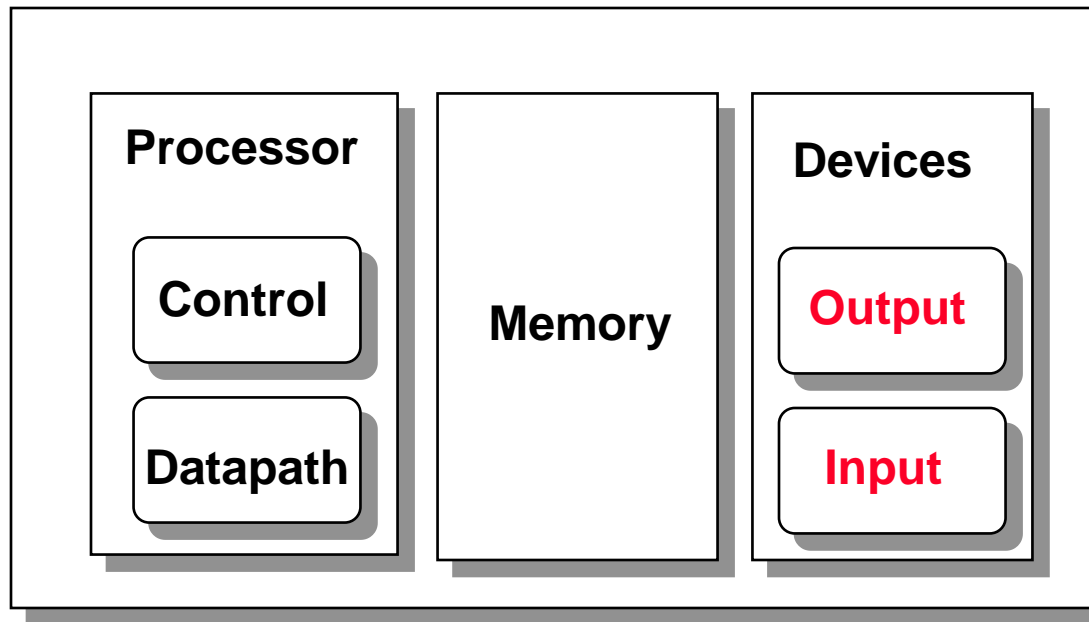 Processor
Control
Datapath
Memory
Devices
Output
Input